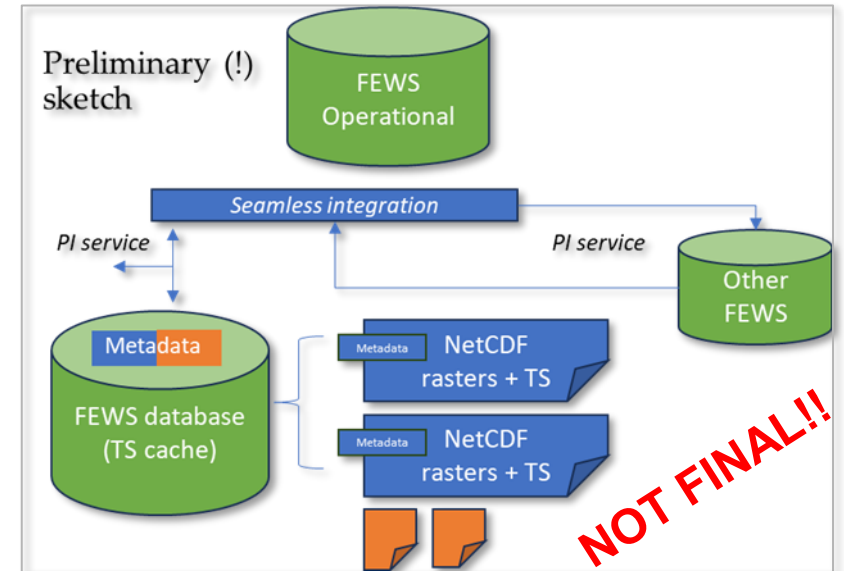 Preliminary (!)
sketch
FEWS
Operational
Seamless integration
PI service
PI service
Other
FEWS
Metadata
FEWS database
(TS cache)
Metadata
NetCDF
rasters + TS
Metadata
NetCDF
rasters + TS
NOT FINAL!!